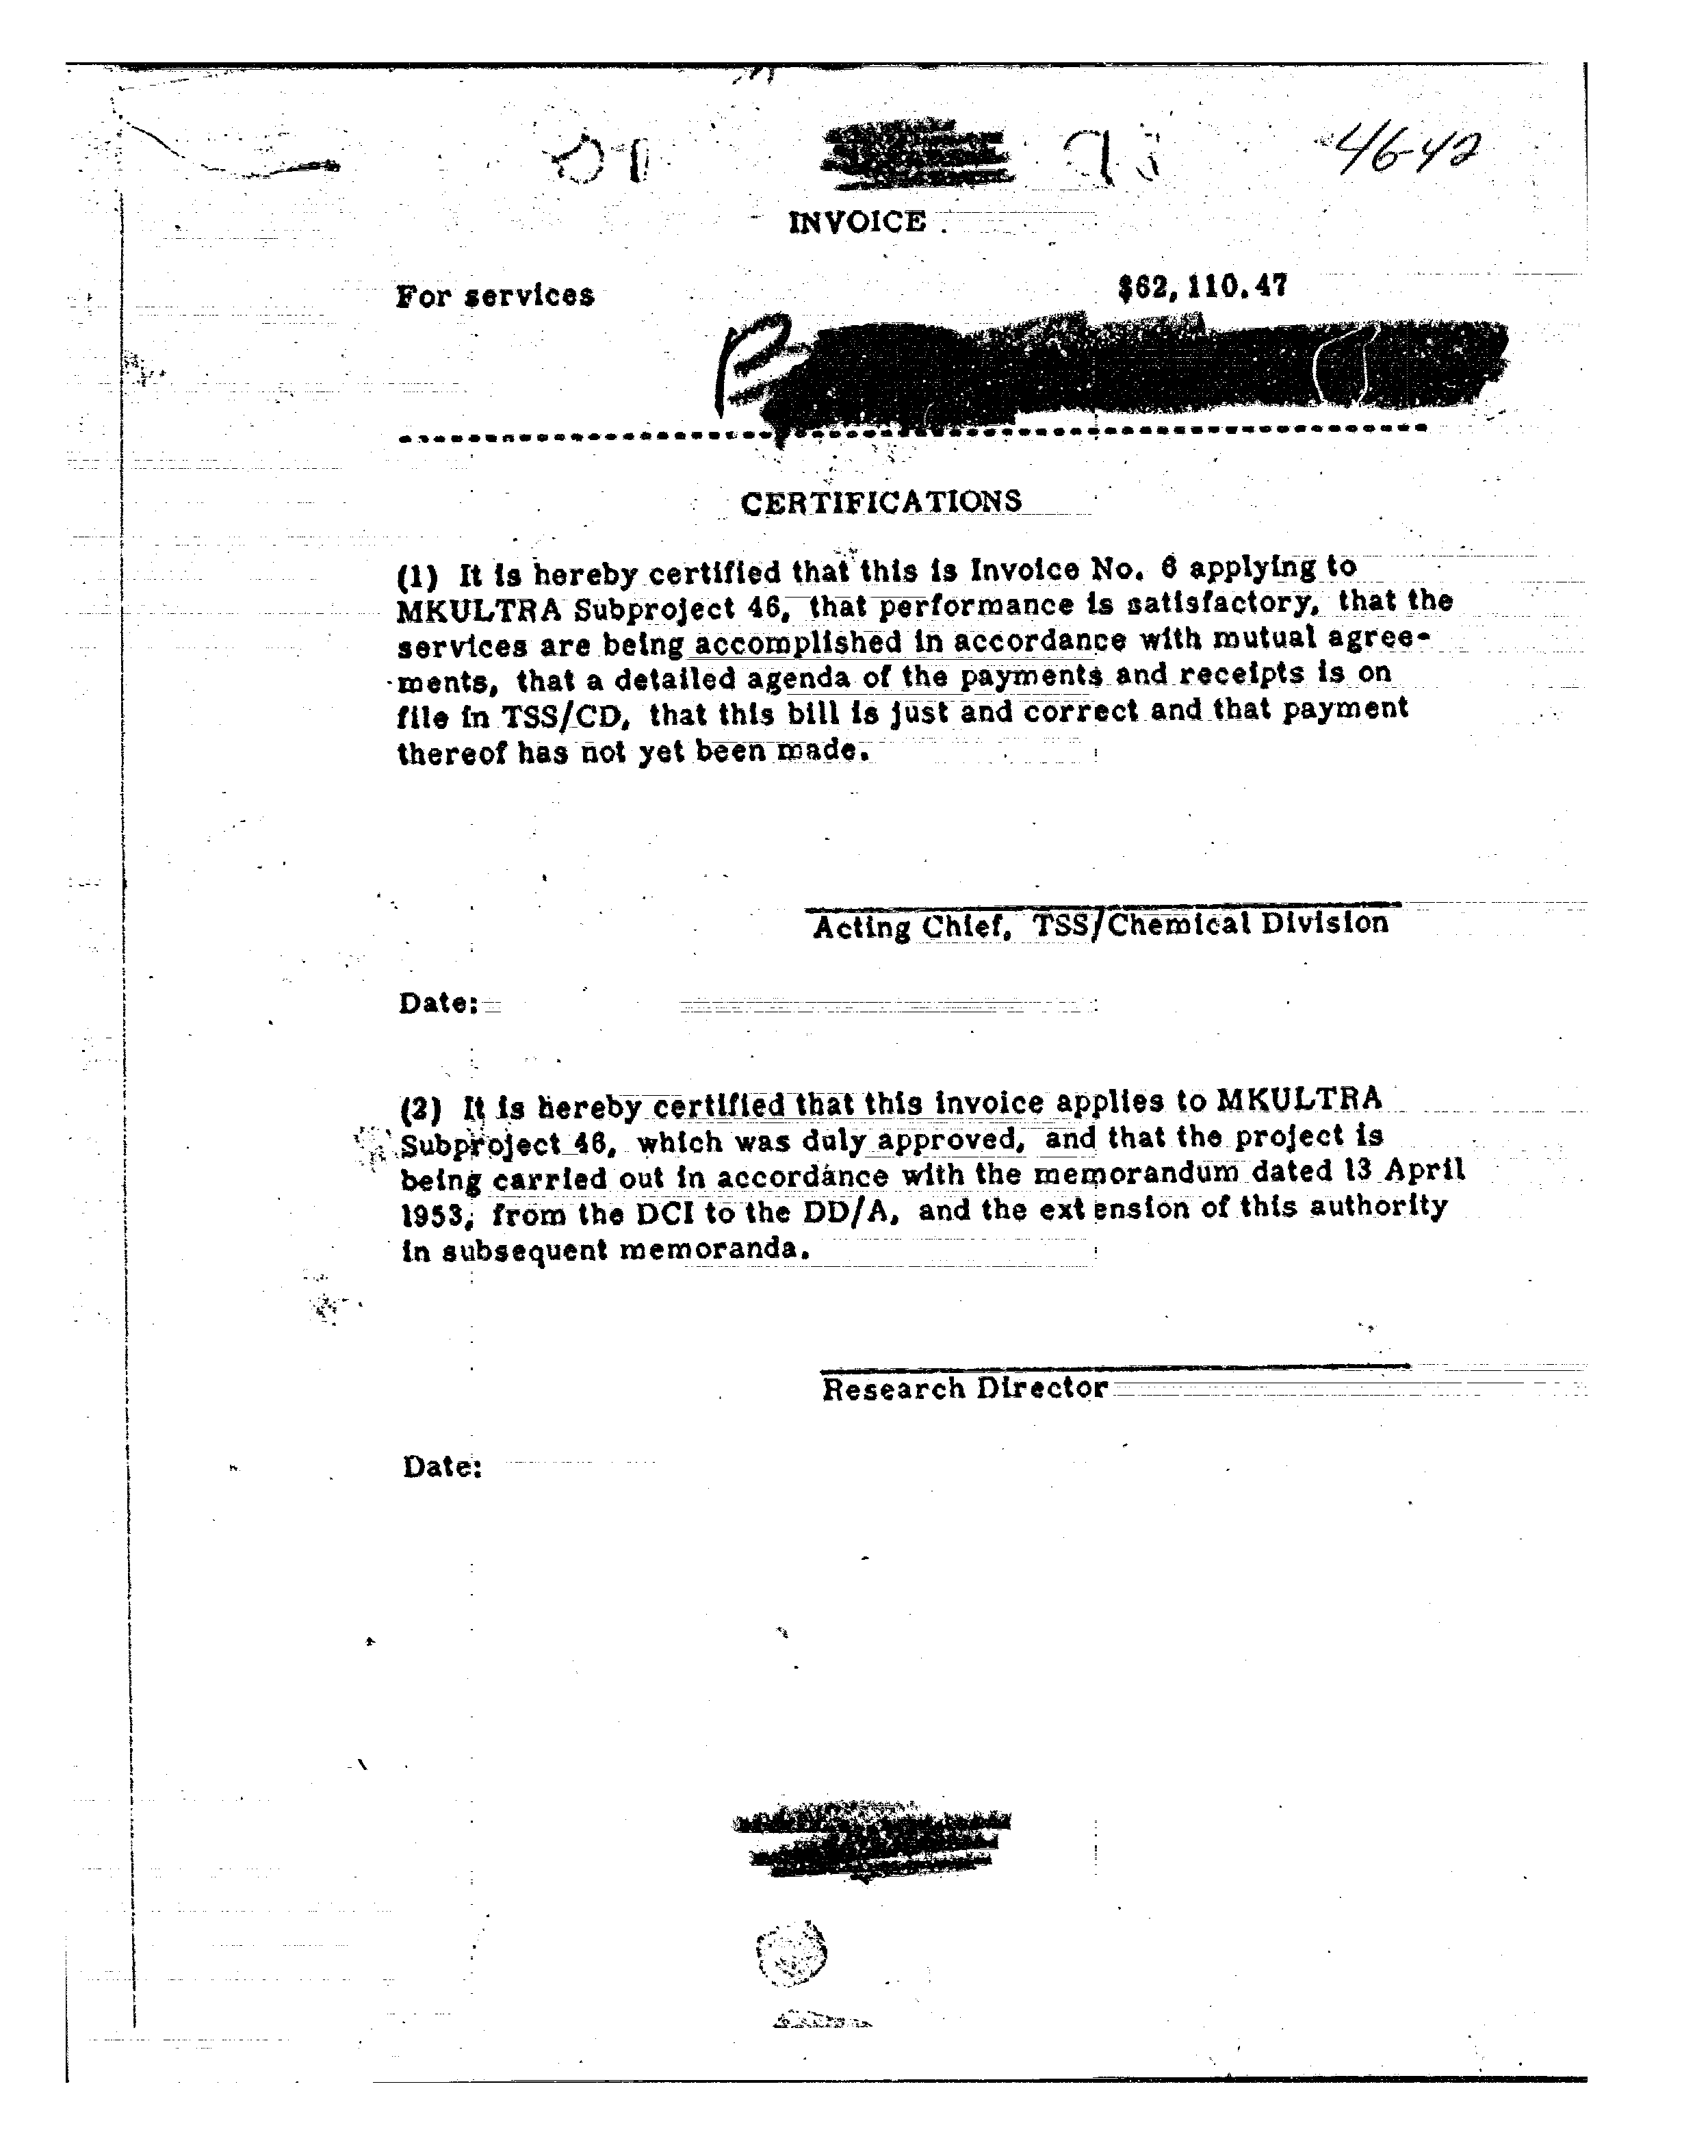 46-42
INVOICE
For services $62,110.47
B
CERTIFICATIONS
(1) It is hereby certified that this is Invoice No. 6 applying to
MKULTRA Subproject 46, that performance is satisfactory, that the
services are being accomplished in accordance with mutual agree-
ments, that a detailed agenda of the payments and receipts is on
file in TSS/CD, that this bill is just and correct and that payment
thereof has not yet been made.
Acting Chief, TSS/Chemical Division
Date:
(2) It is hereby certified that this invoice applies to MKULTRA
Subproject 46, which was duly approved, and that the project is
being carried out in accordance with the memorandum dated 13 April
1953, from the DCI to the DD/A, and the extension of this authority
in subsequent memoranda.
Research Director
Date: